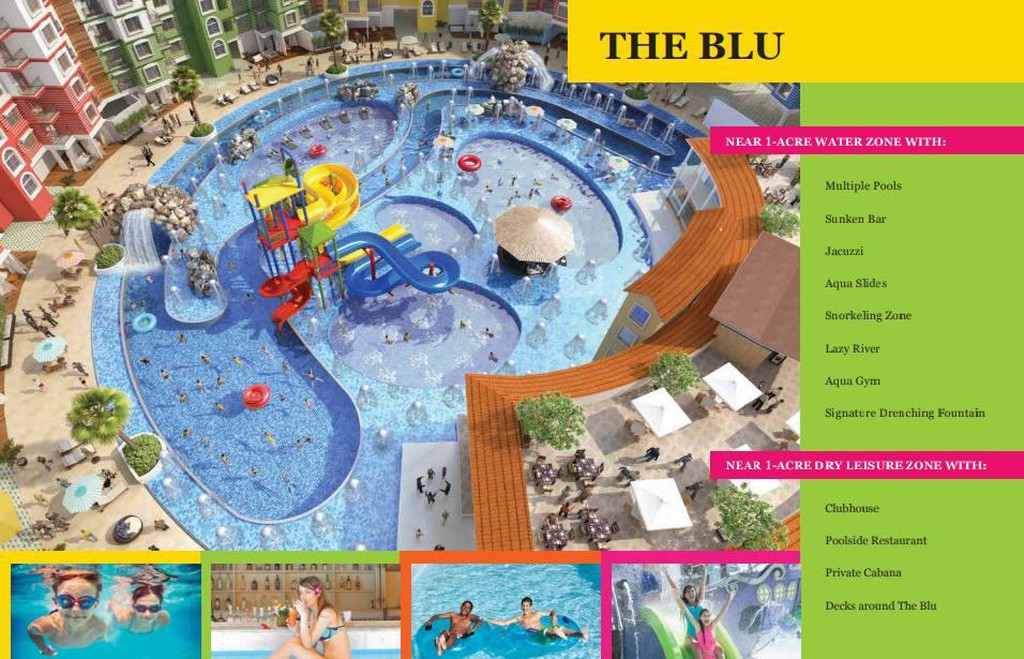 THE BLU
NEAR 1-ACRE WATER ZONE WITH:
Multiple Pools
Sunken Bar
Jacuzzi
Aqua Slides
Snorkeling Zone
Lazy River
Aqua Gym
Signature Drenching Fountain
NEAR 1-ACRE DRY LEISURE ZONE WITH:
Clubhouse
Poolside Restaurant
Private Cabana
Decks around The Blu